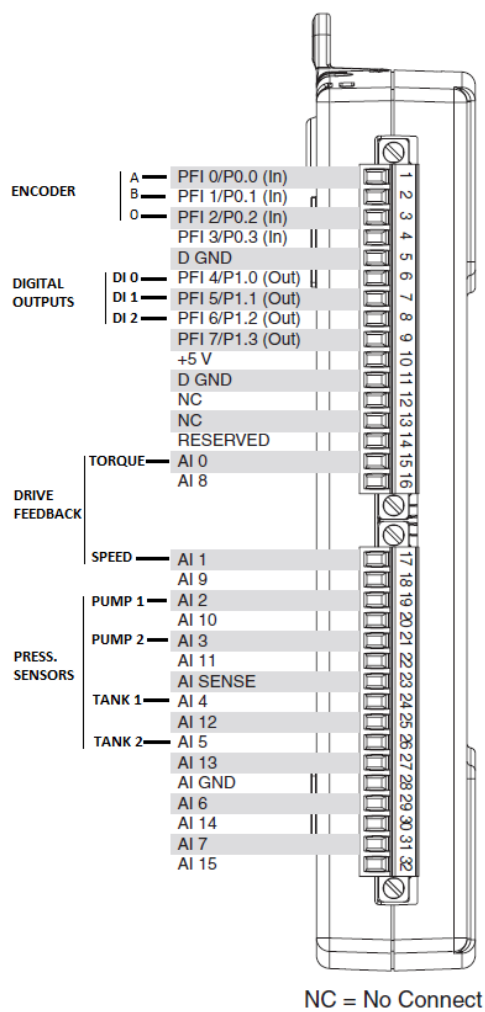 ENCODER
A PFI 0/P0.0 (In) 1
B PFI 1/P0.1 (In) 2
0 PFI 2/P0.2 (In) 3
PFI 3/P0.3 (In) 4
D GND 5
DIGITAL
OUTPUTS
DI 0 PFI 4/P1.0 (Out) 6
DI 1 PFI 5/P1.1 (Out) 7
DI 2 PFI 6/P1.2 (Out) 8
PFI 7/P1.3 (Out) 9
+5 V 10
D GND 11
NC 12
NC 13
RESERVED 14
DRIVE
FEEDBACK
TORQUE AI 0 15
AI 8 16
SPEED AI 1 17
AI 9 18
PRESS.
SENSORS
PUMP 1 AI 2 19
AI 10 20
PUMP 2 AI 3 21
AI 11 22
AI SENSE 23
TANK 1 AI 4 24
AI 12 25
TANK 2 AI 5 26
AI 13 27
AI GND 28
AI 6 29
AI 14 30
AI 7 31
AI 15 32
NC = No Connect